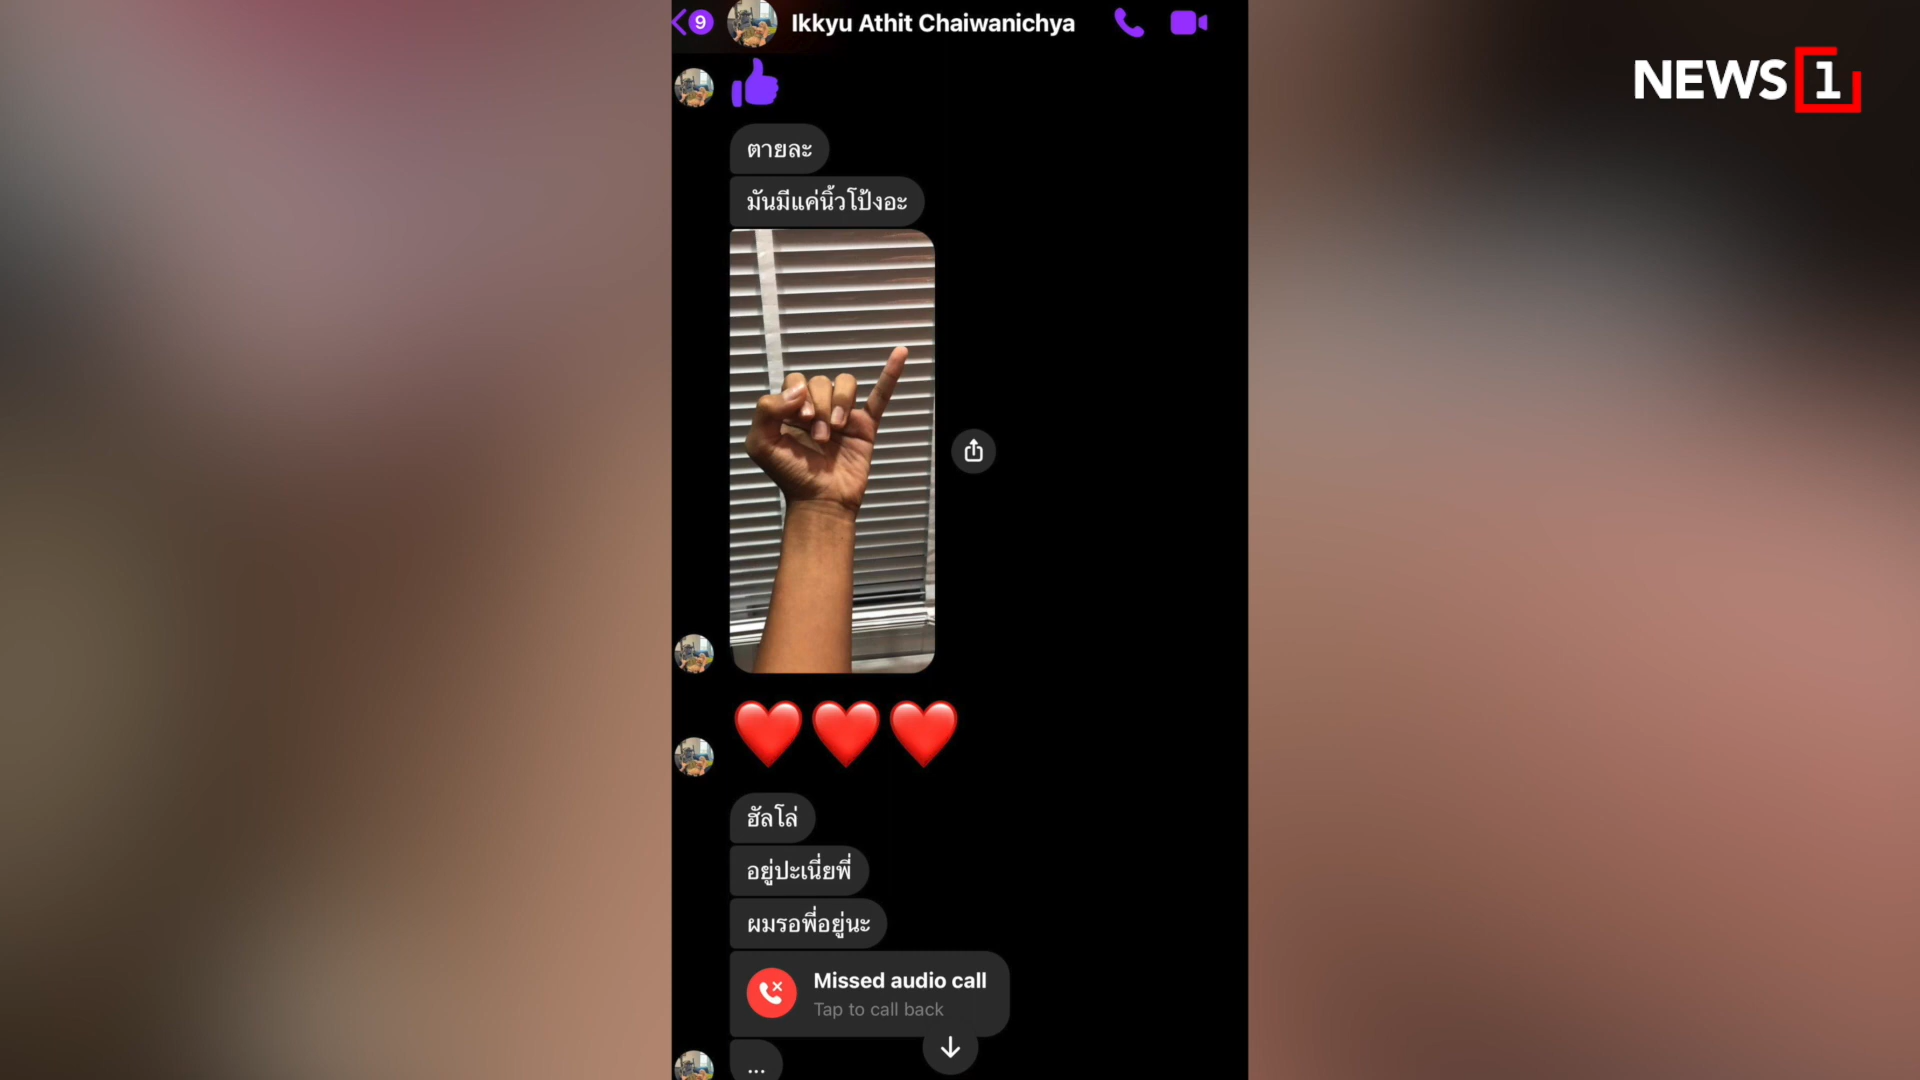 9
Ikkyu Athit Chaiwanichya
NEWS 1
ตายละ
มันมีแค่นิ้วโป้งอะ
ฮัลโล่
อยู่ปะเนี่ยพี่
ผมรอพี่อยู่นะ
Missed audio call
Tap to call back
...